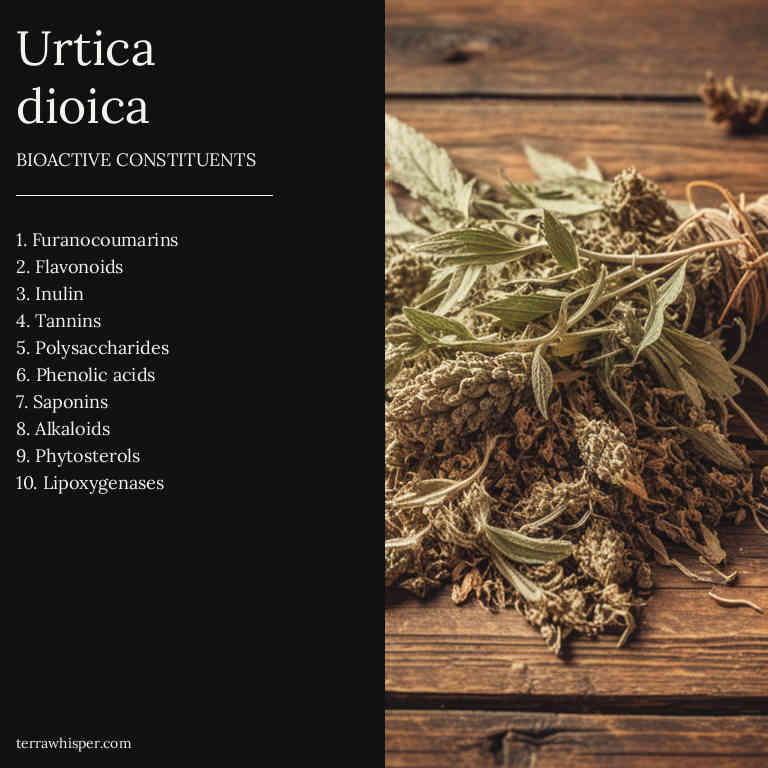 Urtica
dioica
BIOACTIVE CONSTITUENTS
1. Furanocoumarins
2. Flavonoids
3. Inulin
4. Tannins
5. Polysaccharides
6. Phenolic acids
7. Saponins
8. Alkaloids
9. Phytosterols
10. Lipoxygenases
terrawhisper.com